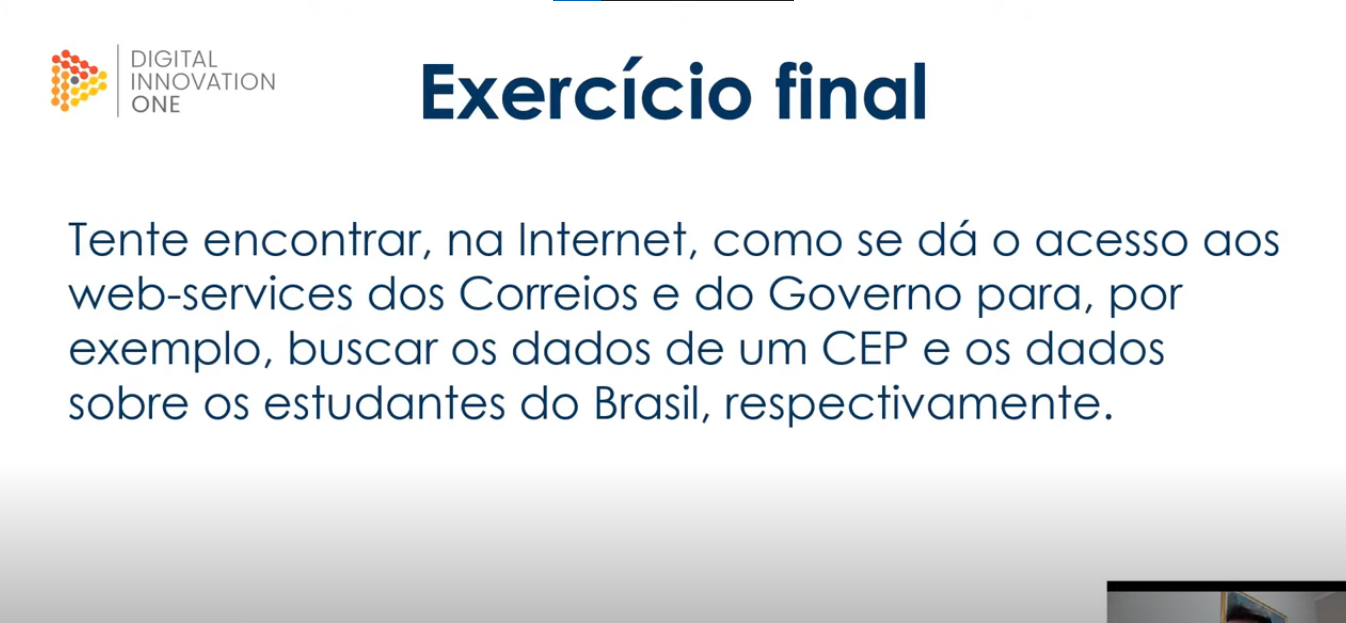 DIGITAL
INNOVATION
ONE
Exercício final
Tente encontrar, na Internet, como se dá o acesso aos
web-services dos Correios e do Governo para, por
exemplo, buscar os dados de um CEP e os dados
sobre os estudantes do Brasil, respectivamente.